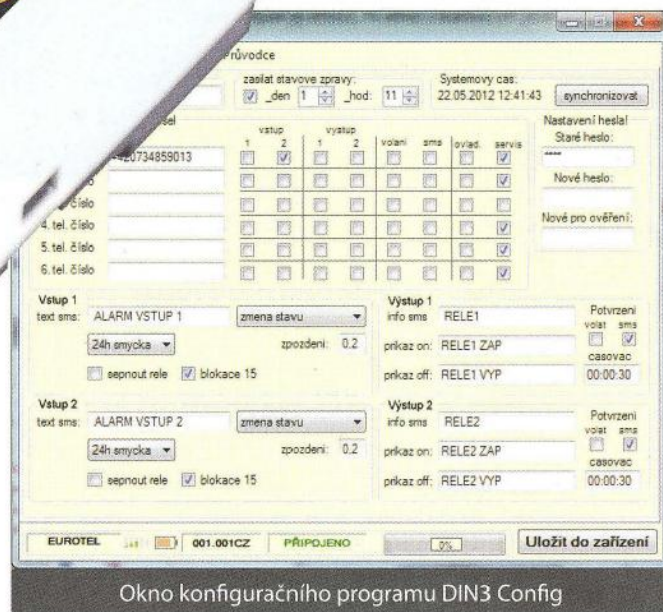 růvodce
zasilat stavove zpravy:
Systemovy cas:
_den 1 _hod: 11
22.05.2012 12:41:43
synchronizovat
sel
vstup vystup
1 2 1 2 volani sms ovlad. servis
Nastavení hesla!
Staré heslo:
****
420734859013
Nové heslo:
číslo
Nové pro ověření:
4. tel. číslo
5. tel. číslo
6. tel. číslo
Vstup 1
text sms: ALARM VSTUP 1 zmena stavu
24h smycka zpozdeni: 0.2
sepnout rele blokace 15
Výstup 1
info sms RELE1
prikaz on: RELE1 ZAP
prikaz off: RELE1 VYP
Potvrzeni
volat sms
casovac
00:00:30
Vstup 2
text sms: ALARM VSTUP 2 zmena stavu
24h smycka zpozdeni: 0.2
sepnout rele blokace 15
Výstup 2
info sms RELE2
prikaz on: RELE2 ZAP
prikaz off: RELE2 VYP
Potvrzeni
volat sms
casovac
00:00:30
EUROTEL 001.001CZ PŘIPOJENO 0% Uložit do zařízení
Okno konfiguračního programu DIN3 Config